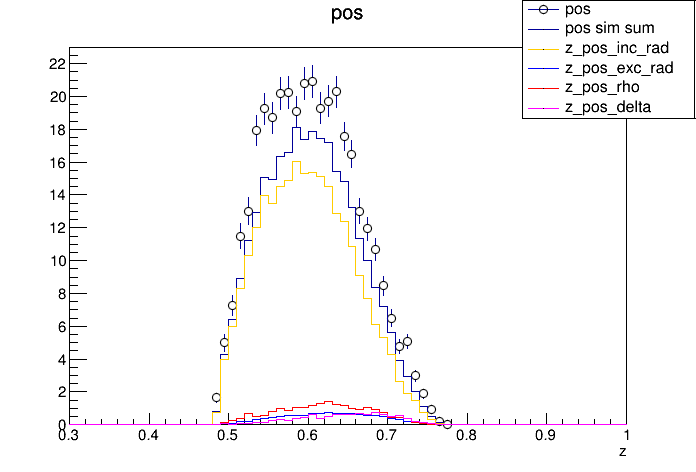 pos
pos
pos sim sum
z_pos_inc_rad
z_pos_exc_rad
z_pos_rho
z_pos_delta
22
20
18
16
14
12
10
8
6
4
2
0
0.3 0.4 0.5 0.6 0.7 0.8 0.9 1
z